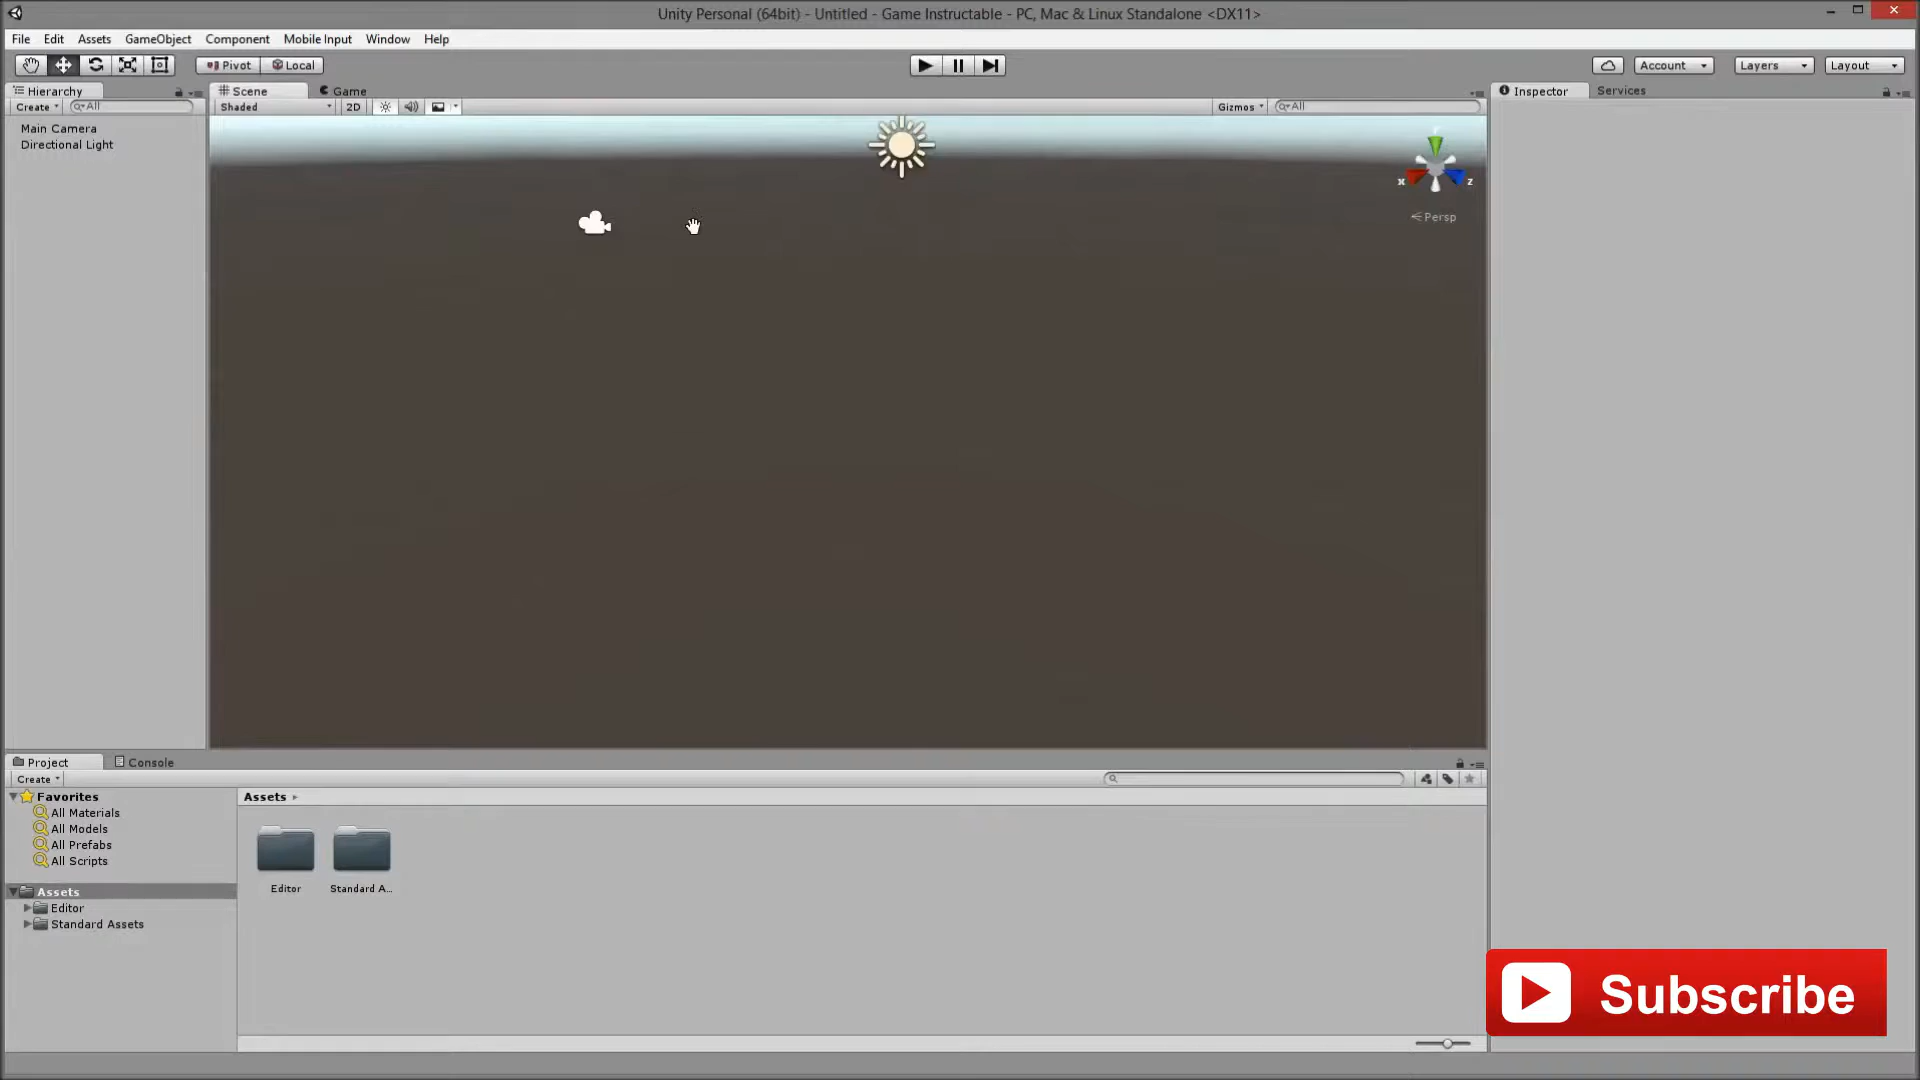 Unity Personal (64bit) - Untitled - Game Instructable - PC, Mac & Linux Standalone <DX11>
File Edit Assets GameObject Component Mobile Input Window Help
Pivot Local Account Layers Layout
Hierarchy Scene Game Inspector Services
Create All Shaded 2D Gizmos All
Main Camera
Directional Light
x z
Persp
Project Console
Create
Favorites Assets
All Materials
All Models
All Prefabs
All Scripts
Editor Standard A...
Assets
Editor
Standard Assets
Subscribe